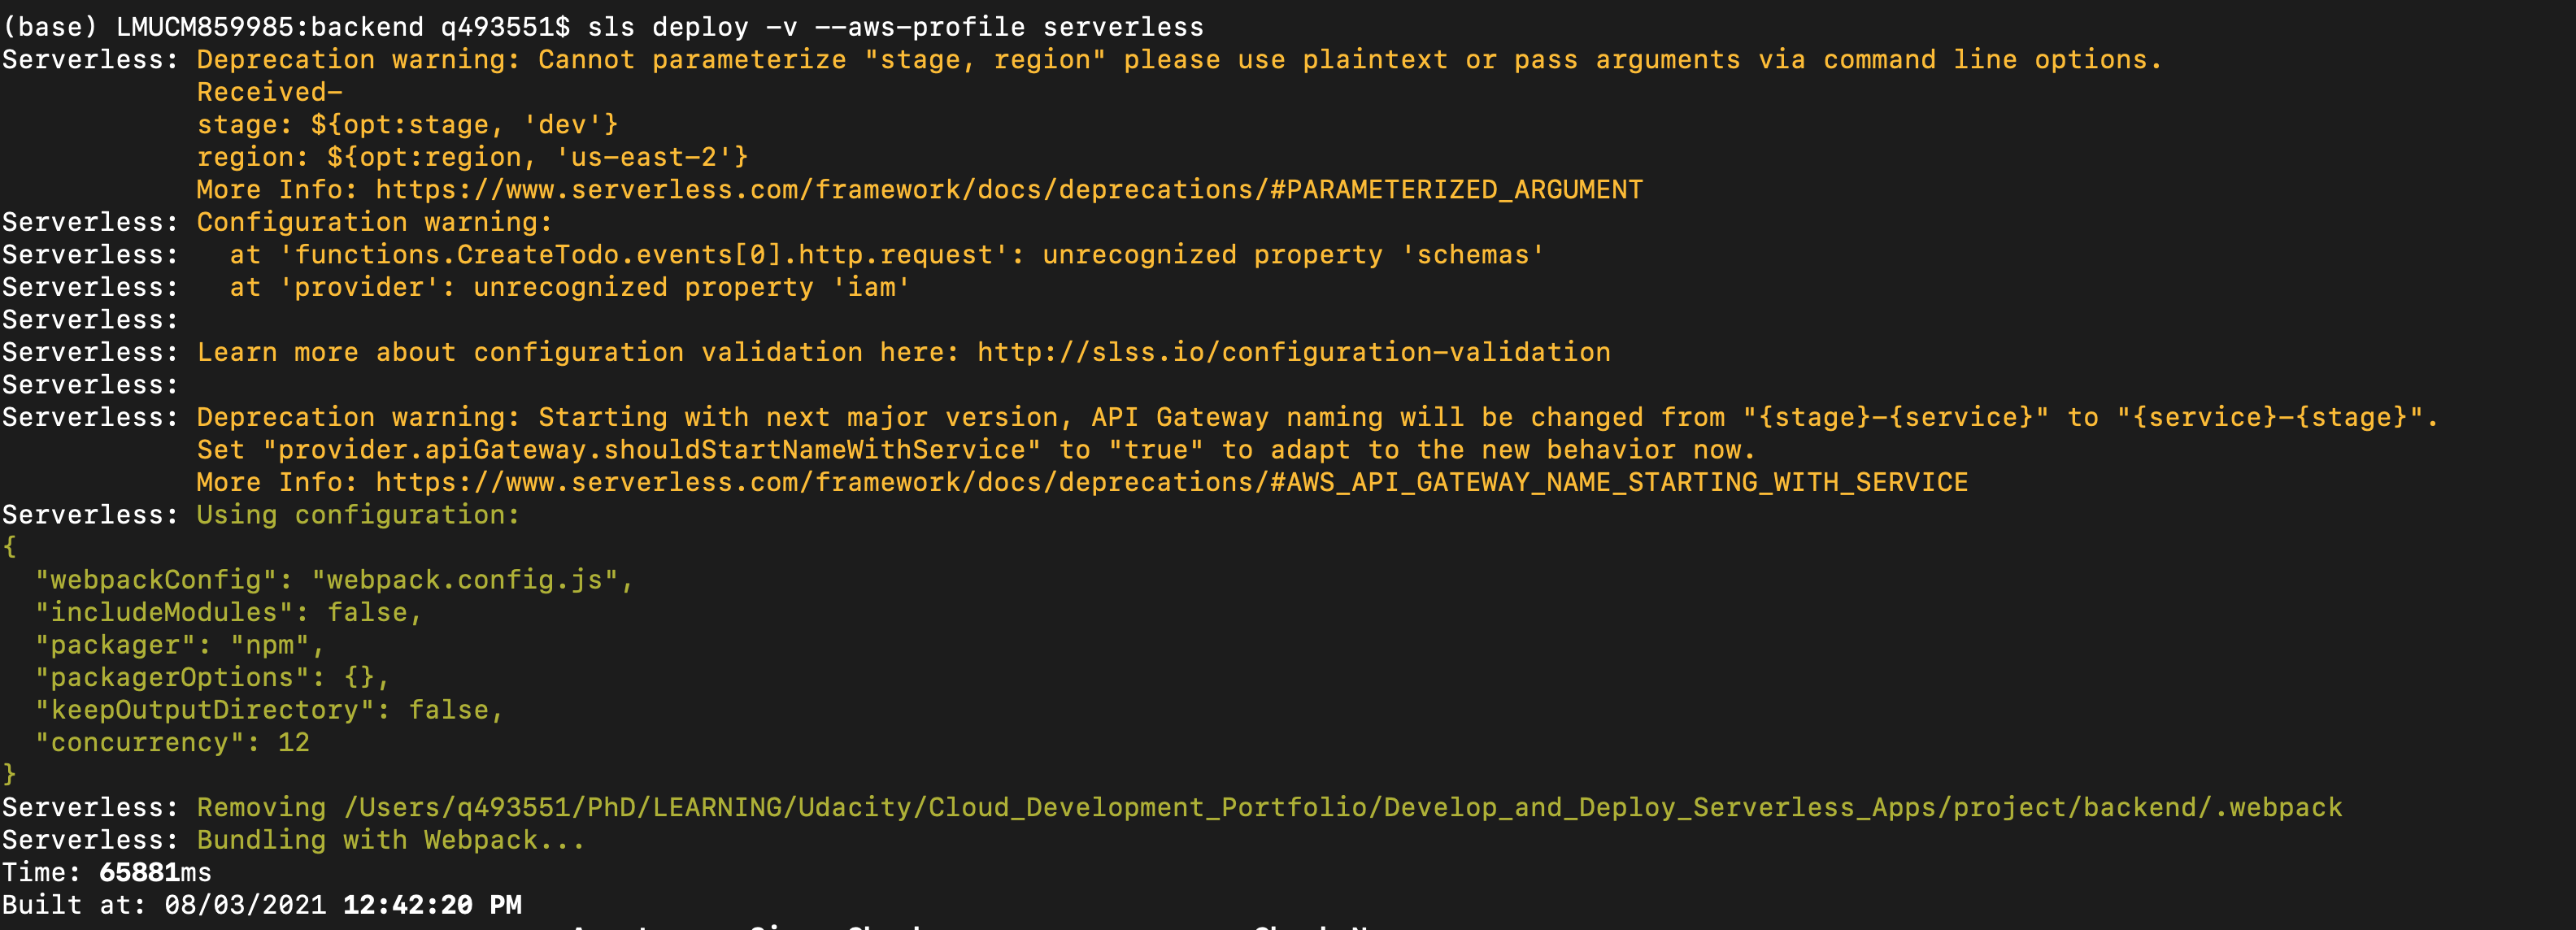 (base) LMUCM859985:backend q493551$ sls deploy -v --aws-profile serverless
Serverless: Deprecation warning: Cannot parameterize "stage, region" please use plaintext or pass arguments via command line options.
Received-
stage: ${opt:stage, 'dev'}
region: ${opt:region, 'us-east-2'}
More Info: https://www.serverless.com/framework/docs/deprecations/#PARAMETERIZED_ARGUMENT
Serverless: Configuration warning:
Serverless:   at 'functions.CreateTodo.events[0].http.request': unrecognized property 'schemas'
Serverless:   at 'provider': unrecognized property 'iam'
Serverless:
Serverless: Learn more about configuration validation here: http://slss.io/configuration-validation
Serverless:
Serverless: Deprecation warning: Starting with next major version, API Gateway naming will be changed from "{stage}-{service}" to "{service}-{stage}".
Set "provider.apiGateway.shouldStartNameWithService" to "true" to adapt to the new behavior now.
More Info: https://www.serverless.com/framework/docs/deprecations/#AWS_API_GATEWAY_NAME_STARTING_WITH_SERVICE
Serverless: Using configuration:
{
  "webpackConfig": "webpack.config.js",
  "includeModules": false,
  "packager": "npm",
  "packagerOptions": {},
  "keepOutputDirectory": false,
  "concurrency": 12
}
Serverless: Removing /Users/q493551/PhD/LEARNING/Udacity/Cloud_Development_Portfolio/Develop_and_Deploy_Serverless_Apps/project/backend/.webpack
Serverless: Bundling with Webpack...
Time: 65881ms
Built at: 08/03/2021 12:42:20 PM